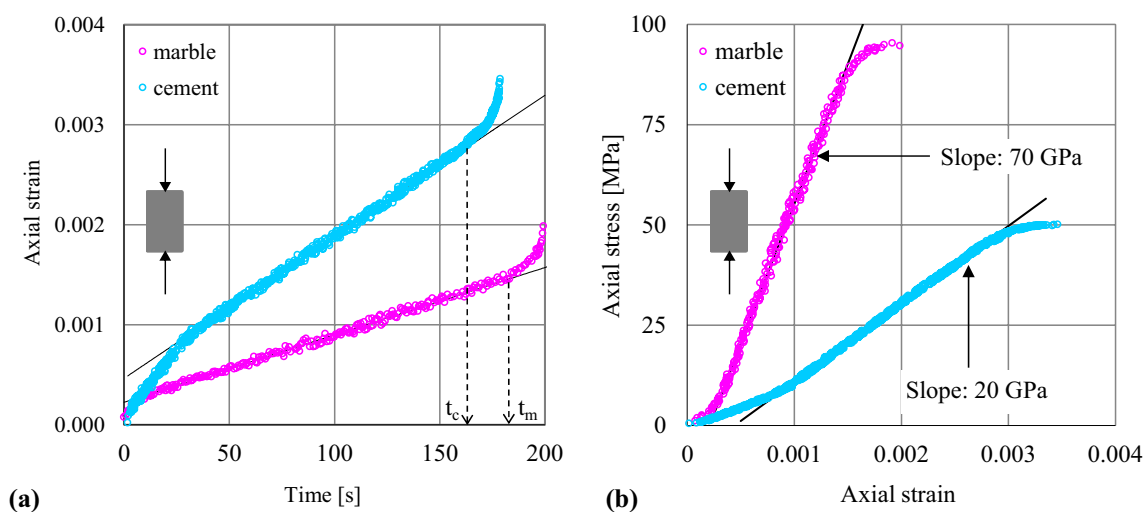 0.004
0.003
0.002
0.001
0.000
Axial strain
marble
cement
t_c
t_m
0
50
100
150
200
Time [s]
(a)
100
75
50
25
0
Axial stress [MPa]
marble
cement
Slope: 70 GPa
Slope: 20 GPa
0
0.001
0.002
0.003
0.004
Axial strain
(b)